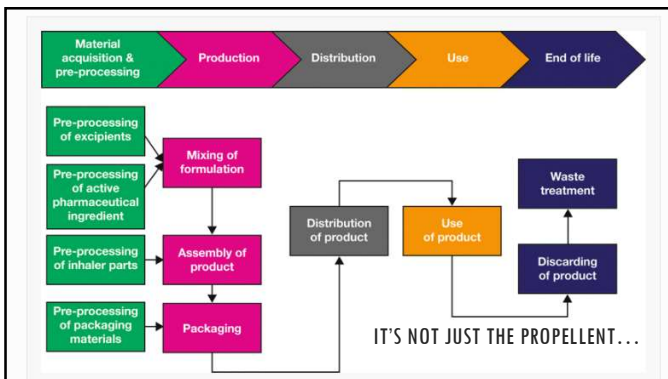 Material
acquisition &
pre-processing
Production
Distribution
Use
End of life
Pre-processing
of excipients
Pre-processing
of active
pharmaceutical
ingredient
Pre-processing
of inhaler parts
Pre-processing
of packaging
materials
Mixing of
formulation
Assembly of
product
Packaging
Distribution
of product
Use
of product
Waste
treatment
Discarding
of product
IT'S NOT JUST THE PROPELLENT…